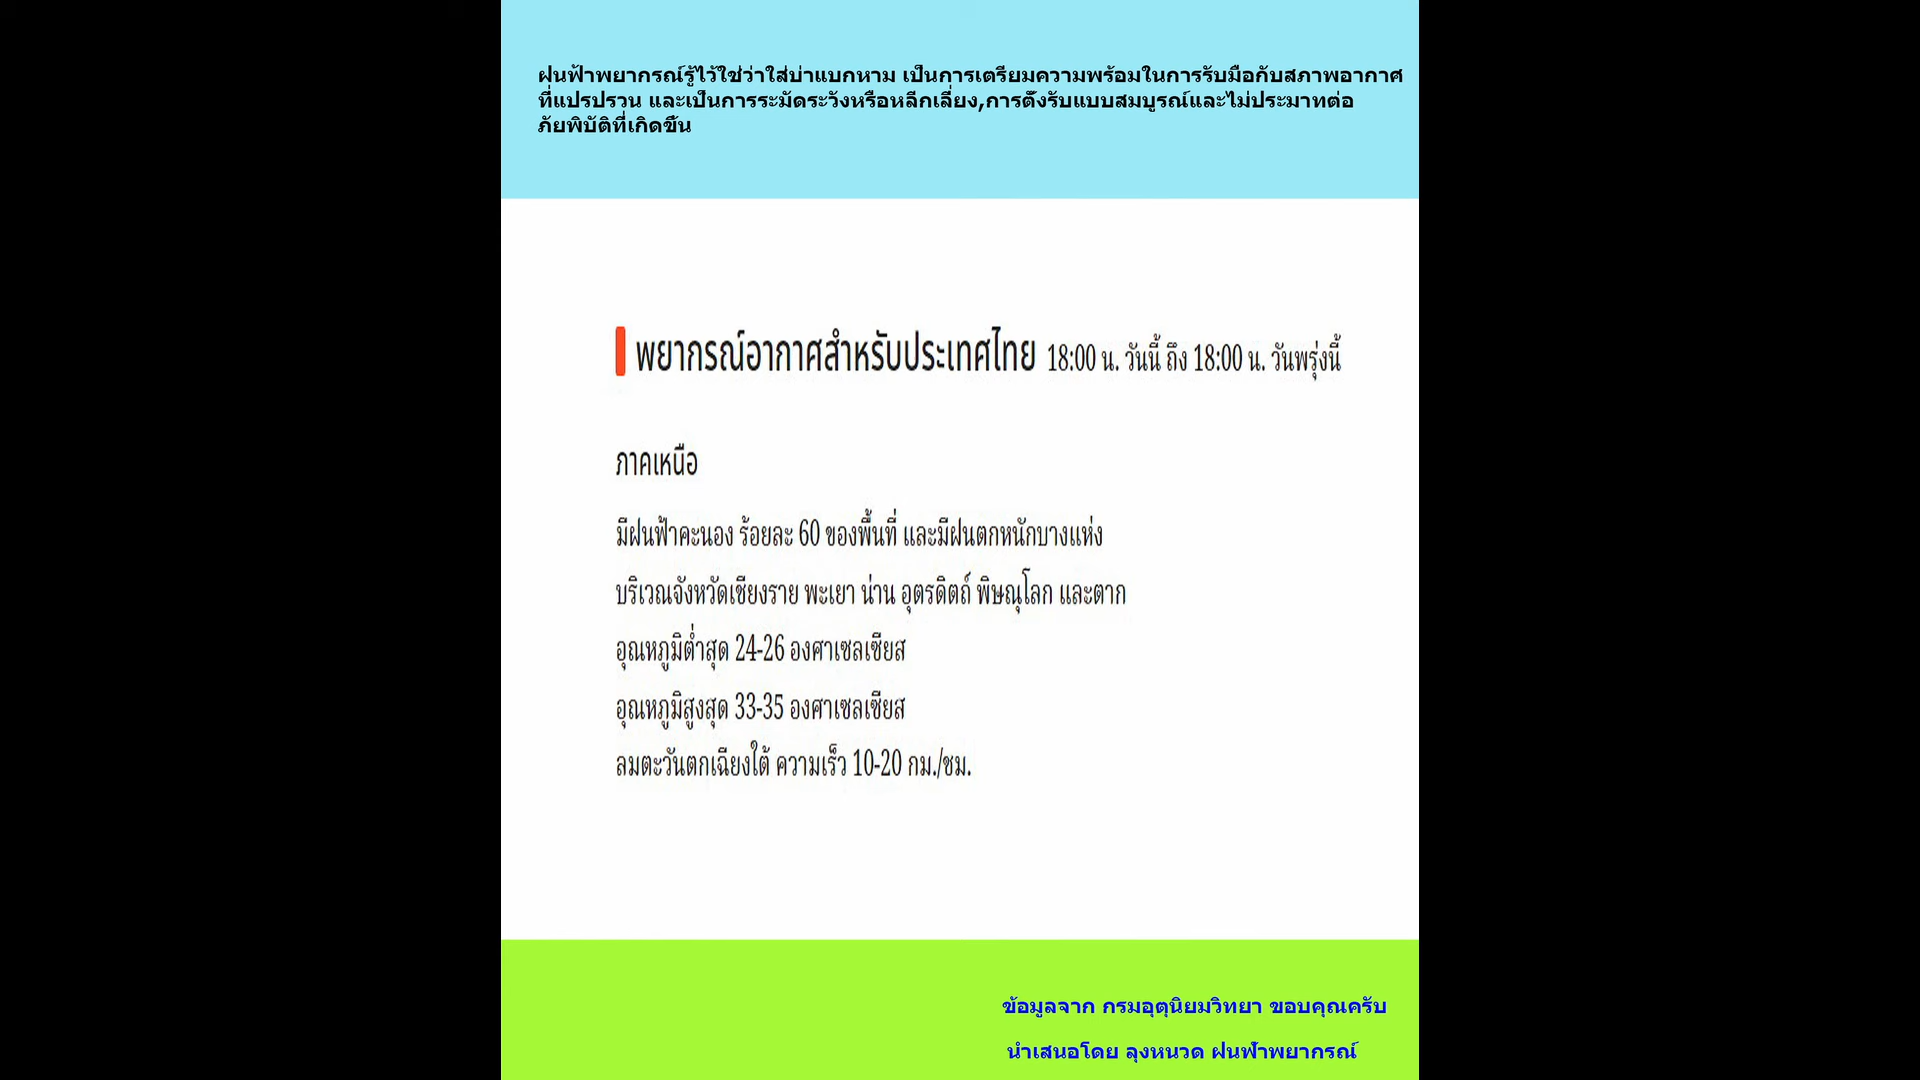 ฝนฟ้าพยากรณ์รู้ไว้ใช่ว่าใส่บ่าแบกหาม เป็นการเตรียมความพร้อมในการรับมือกับสภาพอากาศ
ที่แปรปรวน และเป็นการระมัดระวังหรือหลีกเลี่ยง,การตั้งรับแบบสมบูรณ์และไม่ประมาทต่อ
ภัยพิบัติที่เกิดขึ้น
พยากรณ์อากาศสำหรับประเทศไทย 18:00 น. วันนี้ ถึง 18:00 น. วันพรุ่งนี้
ภาคเหนือ
มีฝนฟ้าคะนอง ร้อยละ 60 ของพื้นที่ และมีฝนตกหนักบางแห่ง
บริเวณจังหวัดเชียงราย พะเยา น่าน อุตรดิตถ์ พิษณุโลก และตาก
อุณหภูมิต่ำสุด 24-26 องศาเซลเซียส
อุณหภูมิสูงสุด 33-35 องศาเซลเซียส
ลมตะวันตกเฉียงใต้ ความเร็ว 10-20 กม./ชม.
ข้อมูลจาก กรมอุตุนิยมวิทยา ขอบคุณครับ
นำเสนอโดย ลุงหนวด ฝนฟ้าพยากรณ์